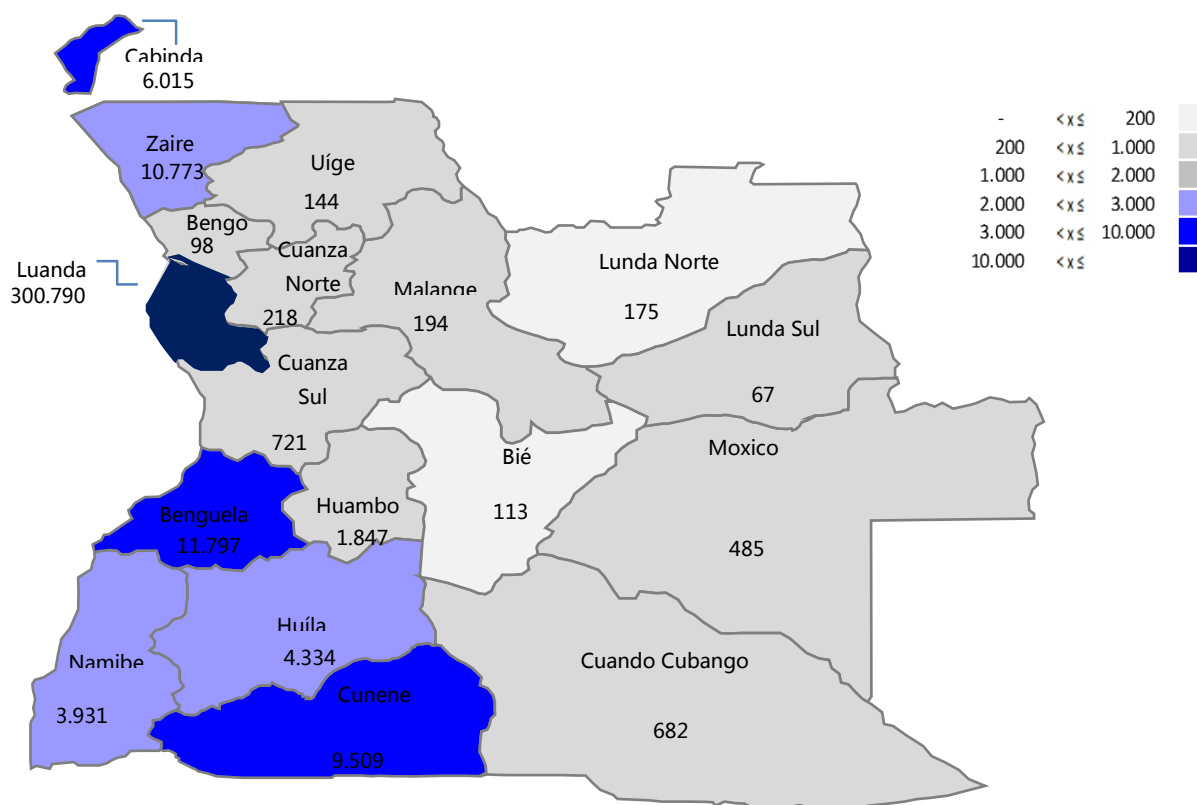 Cabinda
6.015
Zaire
10.773
Uíge
144
Bengo
98
Cuanza
Norte
218
Luanda
300.790
Malange
194
Lunda Norte
175
Lunda Sul
67
Cuanza
Sul
721
Bié
113
Moxico
485
Benguela
11.797
Huambo
1.847
Huíla
4.334
Namibe
3.931
Cunene
9.509
Cuando Cubango
682
- < x ≤ 200
200 < x ≤ 1.000
1.000 < x ≤ 2.000
2.000 < x ≤ 3.000
3.000 < x ≤ 10.000
10.000 < x ≤